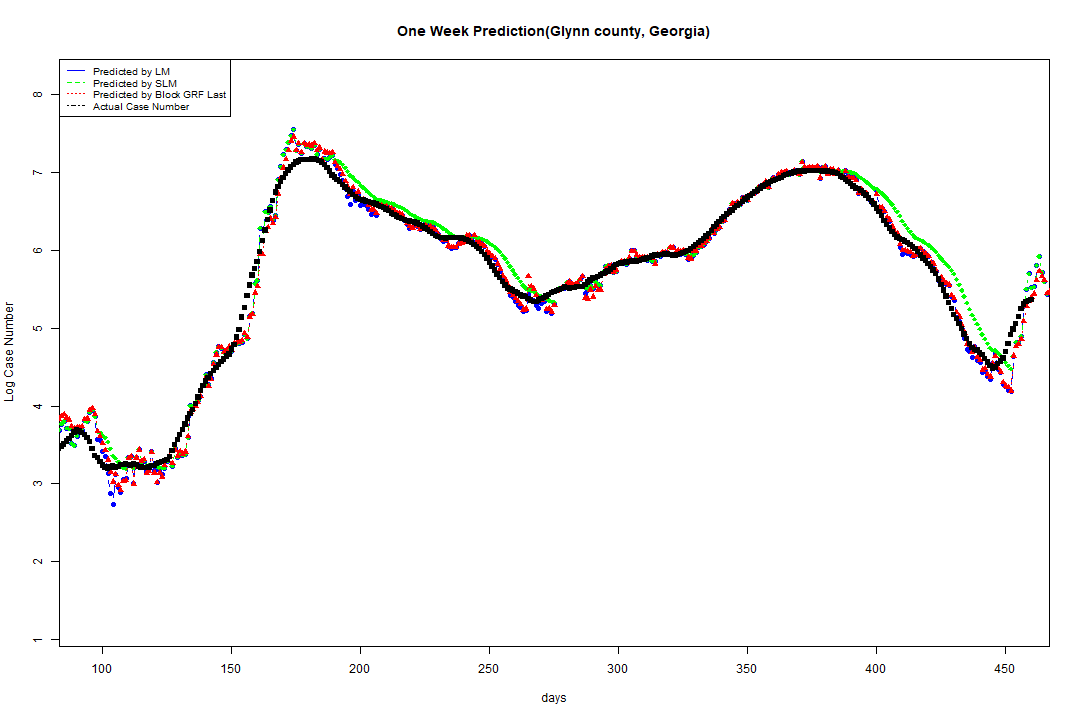 One Week Prediction(Glynn county, Georgia)
Predicted by LM
Predicted by SLM
Predicted by Block GRF Last
Actual Case Number
8
7
6
5
4
3
2
1
Log Case Number
100 150 200 250 300 350 400 450
days